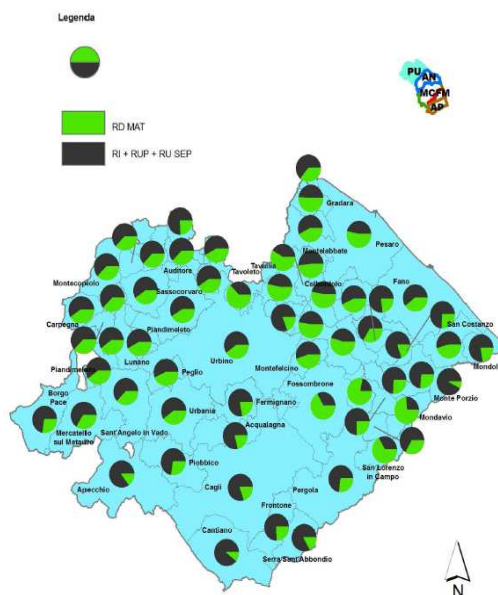 Legenda
PU
AN
MCFM
AP
RD MAT
RI + RUP + RU SEP
Gradara
Pesaro
Montelabbate
Tavullia
Auditore
Tavoleto
Colbordolo
Fano
Montecopiolo
Sassocorvaro
San Costanzo
Carpegna
Piandimeleto
Mondolfo
Lunano
Urbino
Piandimeleto
Peglio
Montefelcino
Borgo
Pace
Fossombrone
Monte Porzio
Fermignano
Urbania
Mondavio
Mercatello
sul Metauro
Sant'Angelo in Vado
Acqualagna
Piobbico
San Lorenzo
in Campo
Apecchio
Cagli
Pergola
Frontone
Cantiano
Serra Sant'Abbondio
N